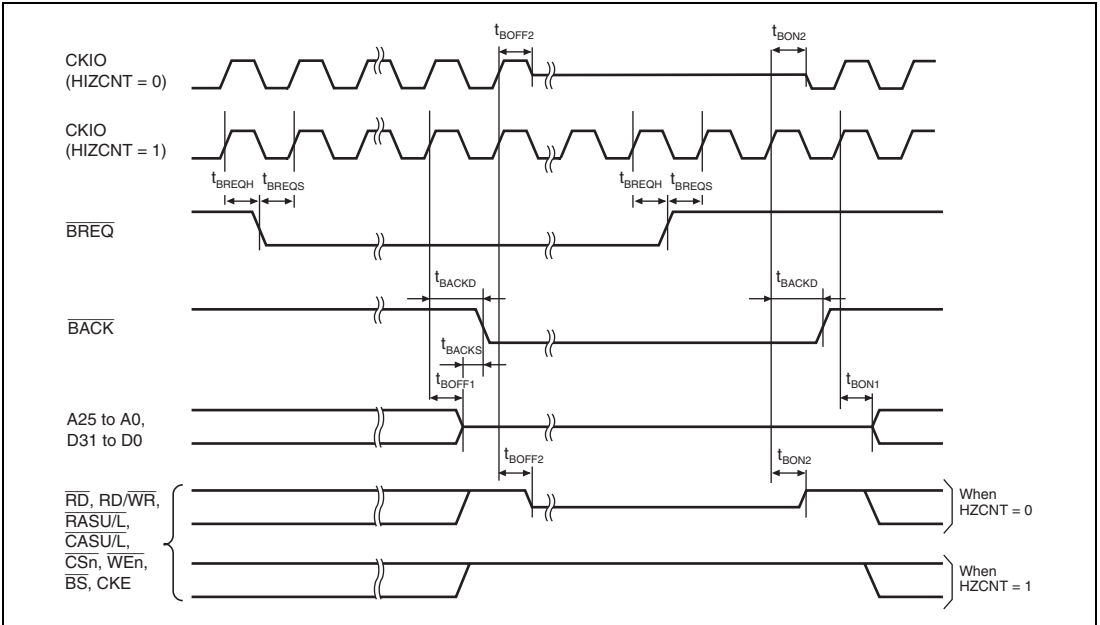 tBOFF2 tBON2
CKIO
(HIZCNT = 0)
CKIO
(HIZCNT = 1)
tBREQH tBREQS tBREQH tBREQS
BREQ
tBACKD tBACKD
BACK
tBACKS
tBOFF1 tBON1
A25 to A0,
D31 to D0
tBOFF2 tBON2
RD, RD/WR,
RASU/L,
CASU/L,
CSn, WEn,
BS, CKE
When
HZCNT = 0
When
HZCNT = 1